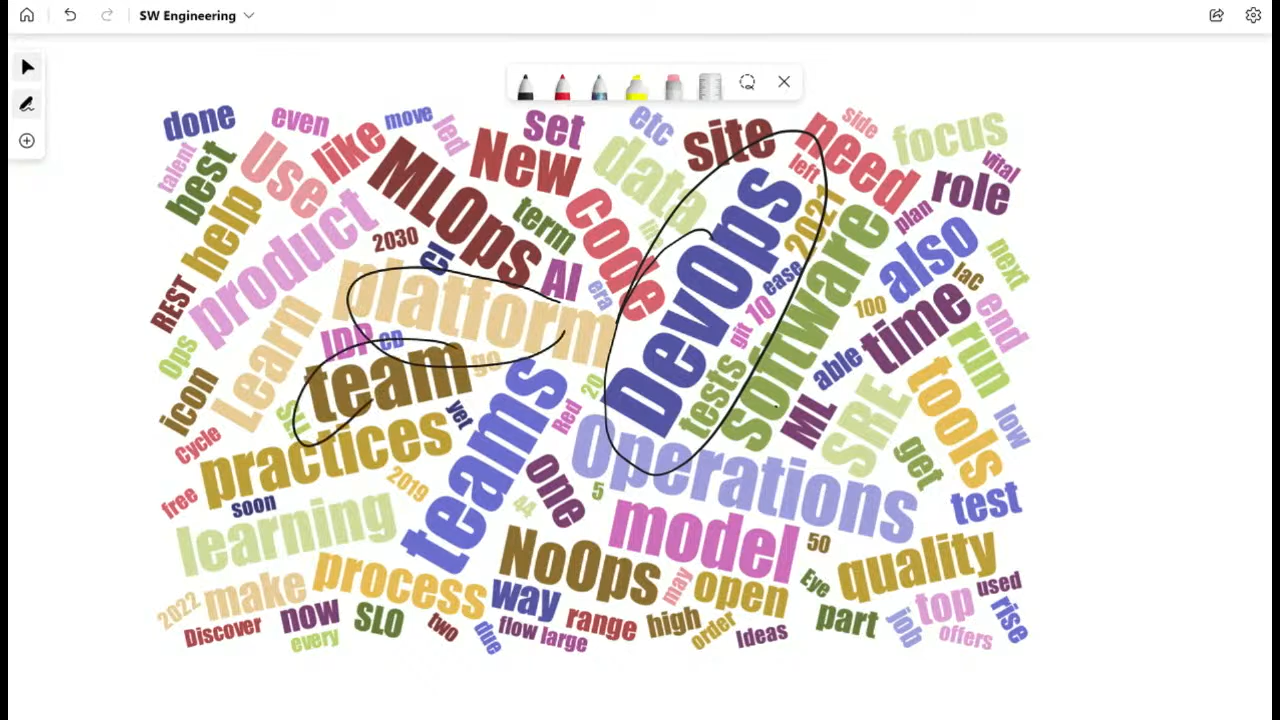 SW Engineering
done
even
move
led
set
etc
site
side
need
focus
talent
best
Use
like
New
data
left
vital
role
help
MLOps
term
code
DevOps
2021
plan
also
next
product
2030
CI
AI
era
ease
software
lac
REST
platform
10
100
time
end
Ops
Learn
IDP
git
able
run
icon
team
go
20
tests
tools
cycle
practices
yet
teams
Red
ML
SRE
low
free
soon
2019
one
5
Operations
get
test
learning
44
model
50
quality
2022
make
process
NoOps
may
open
Eye
used
Discover
now
SLO
two
way
range
high
order
part
job
top
rise
every
due
flow
large
Ideas
offers